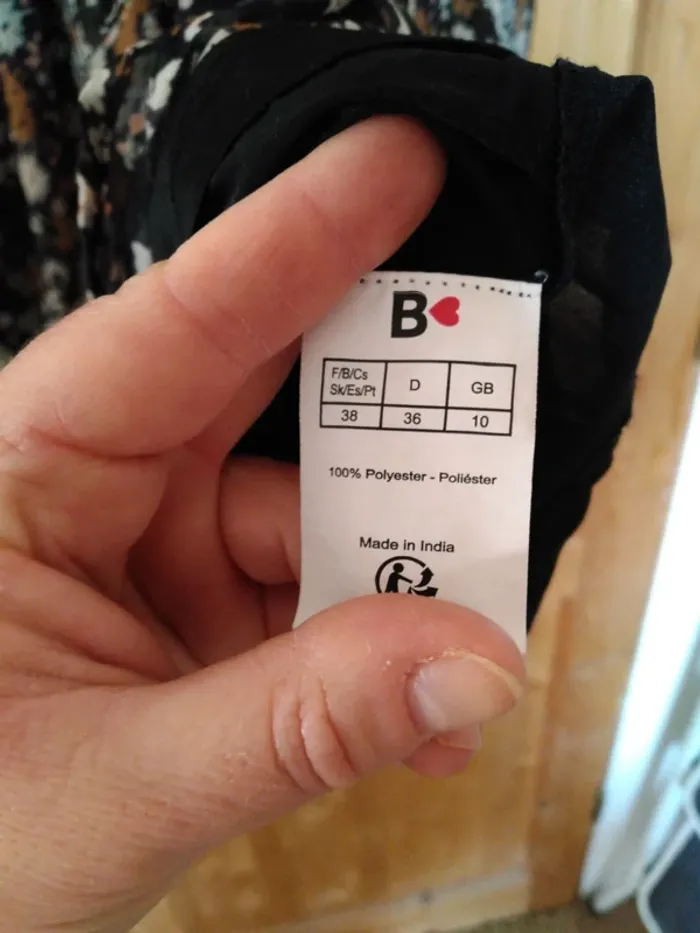 B
F/B/Cs D GB
Sk/Es/Pt
38 36 10
100% Polyester - Poliéster
Made in India